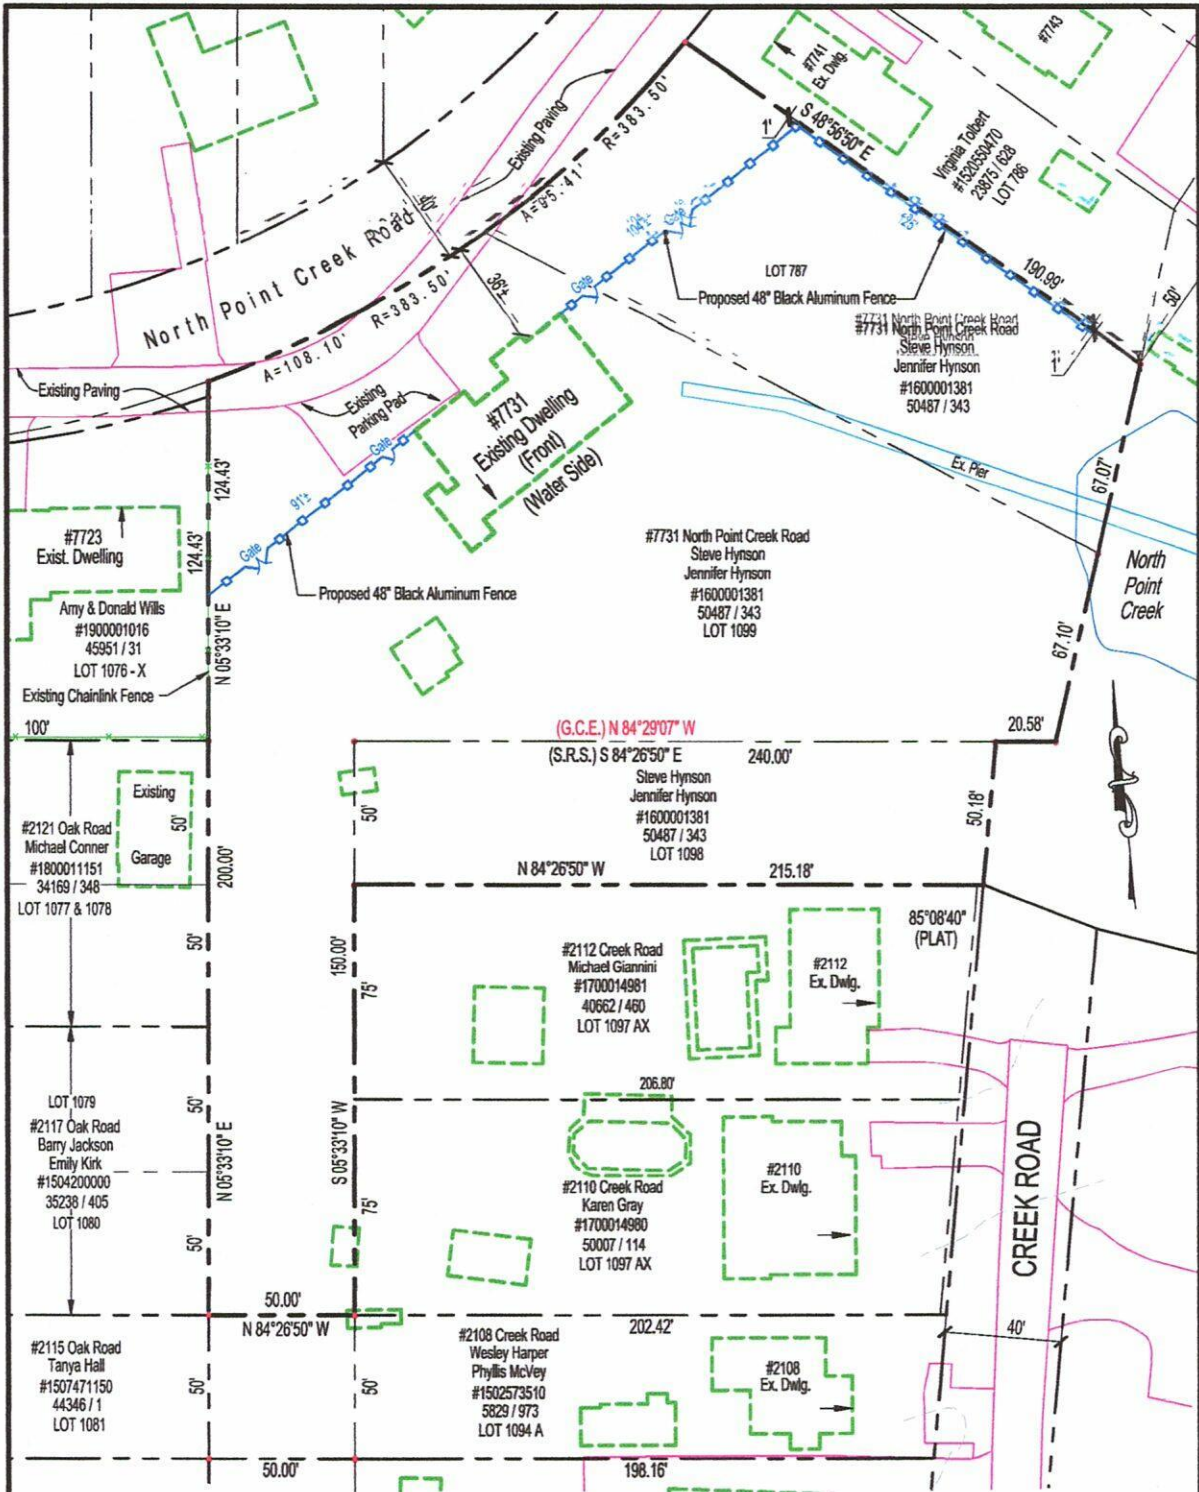 #7743
#7741
Ex. Dwlg.
S 48°56'50" E
1'
Virginia Tolbert
#1520550470
23875 / 628
LOT 786
Existing Paving
R=383.50'
A=95.41'
40'
North Point Creek Road
R=383.50'
A=108.10'
36'±
104'±
Gate
25'
190.99'
50'
LOT 787
Proposed 48" Black Aluminum Fence
Gate
#7731 North Point Creek Road
#7731 North Point Creek Road
Steve Hynson
Jennifer Hynson
#1600001381
50487 / 343
1'
Existing Paving
Existing
Parking Pad
Gate
#7731
Existing Dwelling
(Front)
(Water Side)
Ex. Pier
67.07'
124.43'
91'±
Gate
124.43'
#7723
Exist. Dwelling
#7731 North Point Creek Road
Steve Hynson
Jennifer Hynson
#1600001381
50487 / 343
LOT 1099
North
Point
Creek
Proposed 48" Black Aluminum Fence
Amy & Donald Wills
#1900001016
45951 / 31
LOT 1076 - X
N 05°33'10" E
67.10'
Existing Chainlink Fence
100'
(G.C.E.) N 84°29'07" W
20.58'
(S.R.S.) S 84°26'50" E
240.00'
Steve Hynson
Jennifer Hynson
#1600001381
50487 / 343
LOT 1098
50'
50.18'
Existing
50'
Garage
#2121 Oak Road
Michael Conner
#1800011151
34169 / 348
LOT 1077 & 1078
200.00'
N 84°26'50" W
215.18'
85°08'40"
(PLAT)
50'
150.00'
75'
#2112 Creek Road
Michael Giannini
#1700014981
40662 / 460
LOT 1097 AX
#2112
Ex. Dwlg.
206.80'
LOT 1079
#2117 Oak Road
Barry Jackson
Emily Kirk
#1504200000
35238 / 405
LOT 1080
50'
N 05°33'10" E
50'
S 05°33'10" W
75'
#2110 Creek Road
Karen Gray
#1700014980
50007 / 114
LOT 1097 AX
#2110
Ex. Dwlg.
CREEK ROAD
50.00'
N 84°26'50" W
202.42'
40'
#2115 Oak Road
Tanya Hall
#1507471150
44346 / 1
LOT 1081
50'
50'
#2108 Creek Road
Wesley Harper
Phyllis McVey
#1502573510
5829 / 973
LOT 1094 A
#2108
Ex. Dwlg.
50.00'
198.16'